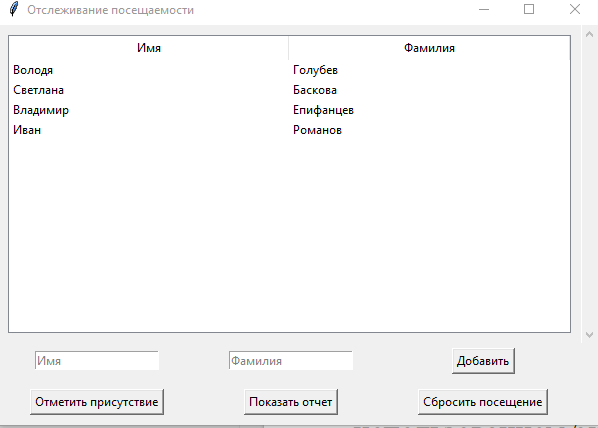 Отслеживание посещаемости
Имя Фамилия
Володя Голубев
Светлана Баскова
Владимир Епифанцев
Иван Романов
Имя Фамилия Добавить
Отметить присутствие Показать отчет Сбросить посещение